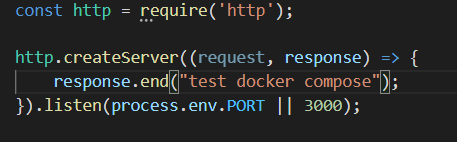 const http = require('http');
http.createServer((request, response) => {
response.end("test docker compose");
}).listen(process.env.PORT || 3000);